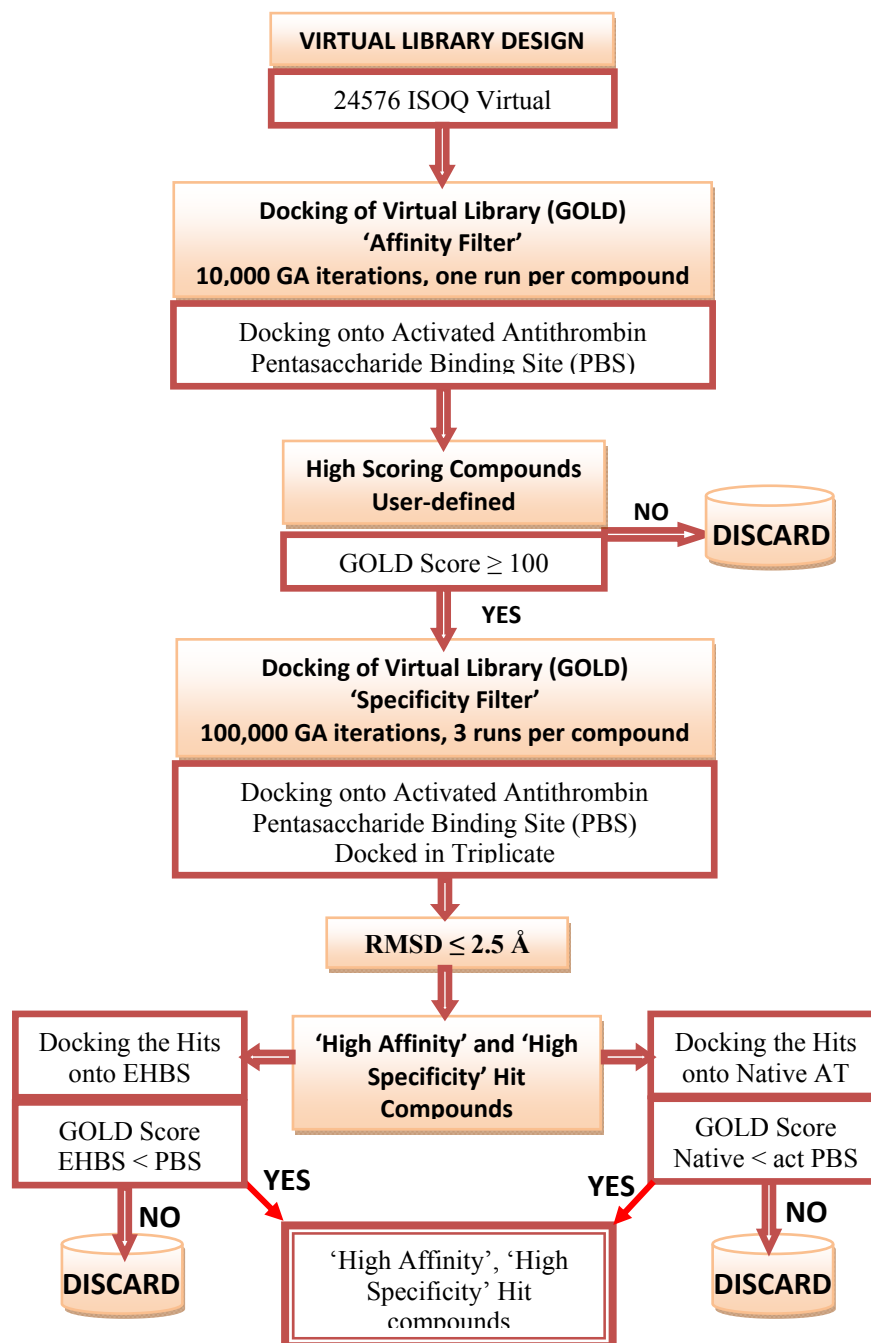 VIRTUAL LIBRARY DESIGN
24576 ISOQ Virtual
Docking of Virtual Library (GOLD)
‘Affinity Filter’
10,000 GA iterations, one run per compound
Docking onto Activated Antithrombin
Pentasaccharide Binding Site (PBS)
High Scoring Compounds
User-defined
NO
DISCARD
GOLD Score ≥ 100
YES
Docking of Virtual Library (GOLD)
‘Specificity Filter’
100,000 GA iterations, 3 runs per compound
Docking onto Activated Antithrombin
Pentasaccharide Binding Site (PBS)
Docked in Triplicate
RMSD ≤ 2.5 Å
Docking the Hits
onto EHBS
‘High Affinity’ and ‘High
Specificity’ Hit
Compounds
Docking the Hits
onto Native AT
GOLD Score
EHBS < PBS
GOLD Score
Native < act PBS
YES
YES
NO
NO
DISCARD
‘High Affinity’, ‘High
Specificity’ Hit
compounds
DISCARD